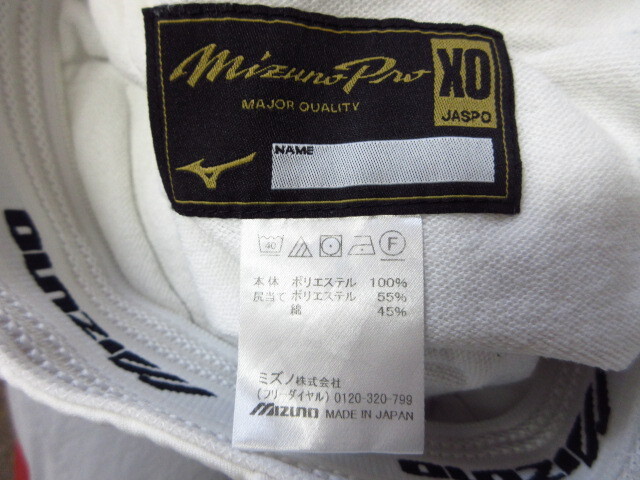 Mizuno Pro
MAJOR QUALITY
XO
JASPO
NAME
40
F
本体 ポリエステル 100%
尻当て ポリエステル 55%
綿 45%
ミズノ株式会社
(フリーダイヤル) 0120-320-799
MIZUNO MADE IN JAPAN
MIZUNO
MIZUNO